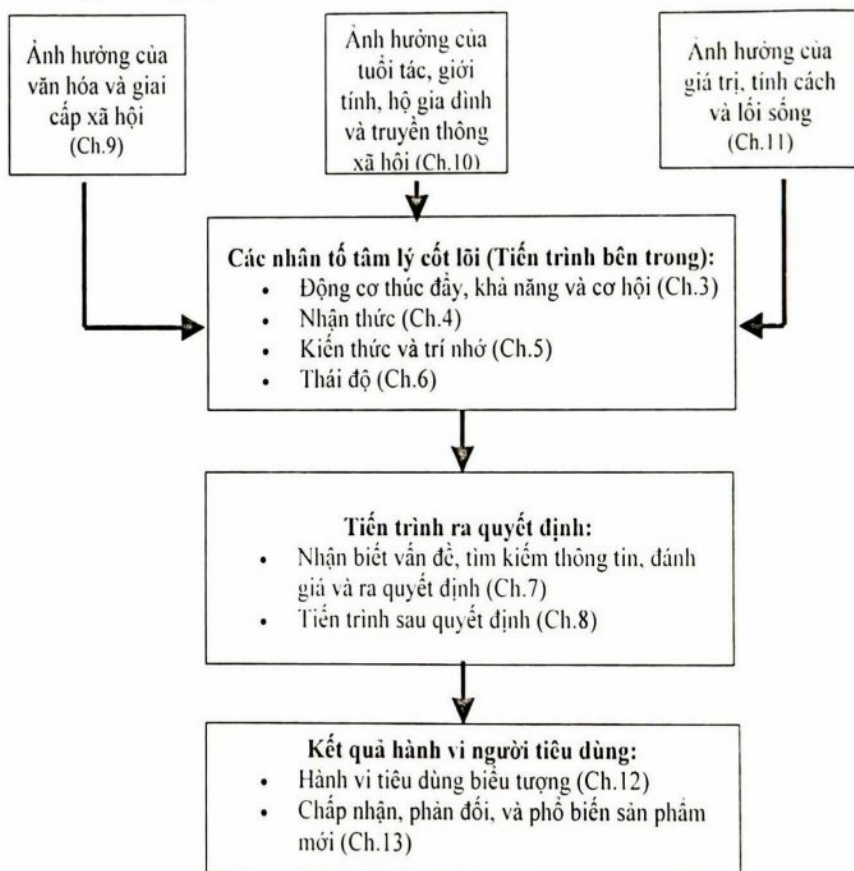 Ảnh hưởng của
văn hóa và giai
cấp xã hội
(Ch.9)
Ảnh hưởng của
tuổi tác, giới
tính, hộ gia đình
và truyền thông
xã hội (Ch.10)
Ảnh hưởng của
giá trị, tính cách
và lối sống
(Ch.11)
Các nhân tố tâm lý cốt lõi (Tiến trình bên trong):
• Động cơ thúc đẩy, khả năng và cơ hội (Ch.3)
• Nhận thức (Ch.4)
• Kiến thức và trí nhớ (Ch.5)
• Thái độ (Ch.6)
Tiến trình ra quyết định:
• Nhận biết vấn đề, tìm kiếm thông tin, đánh
giá và ra quyết định (Ch.7)
• Tiến trình sau quyết định (Ch.8)
Kết quả hành vi người tiêu dùng:
• Hành vi tiêu dùng biểu tượng (Ch.12)
• Chấp nhận, phản đối, và phổ biến sản phẩm
mới (Ch.13)